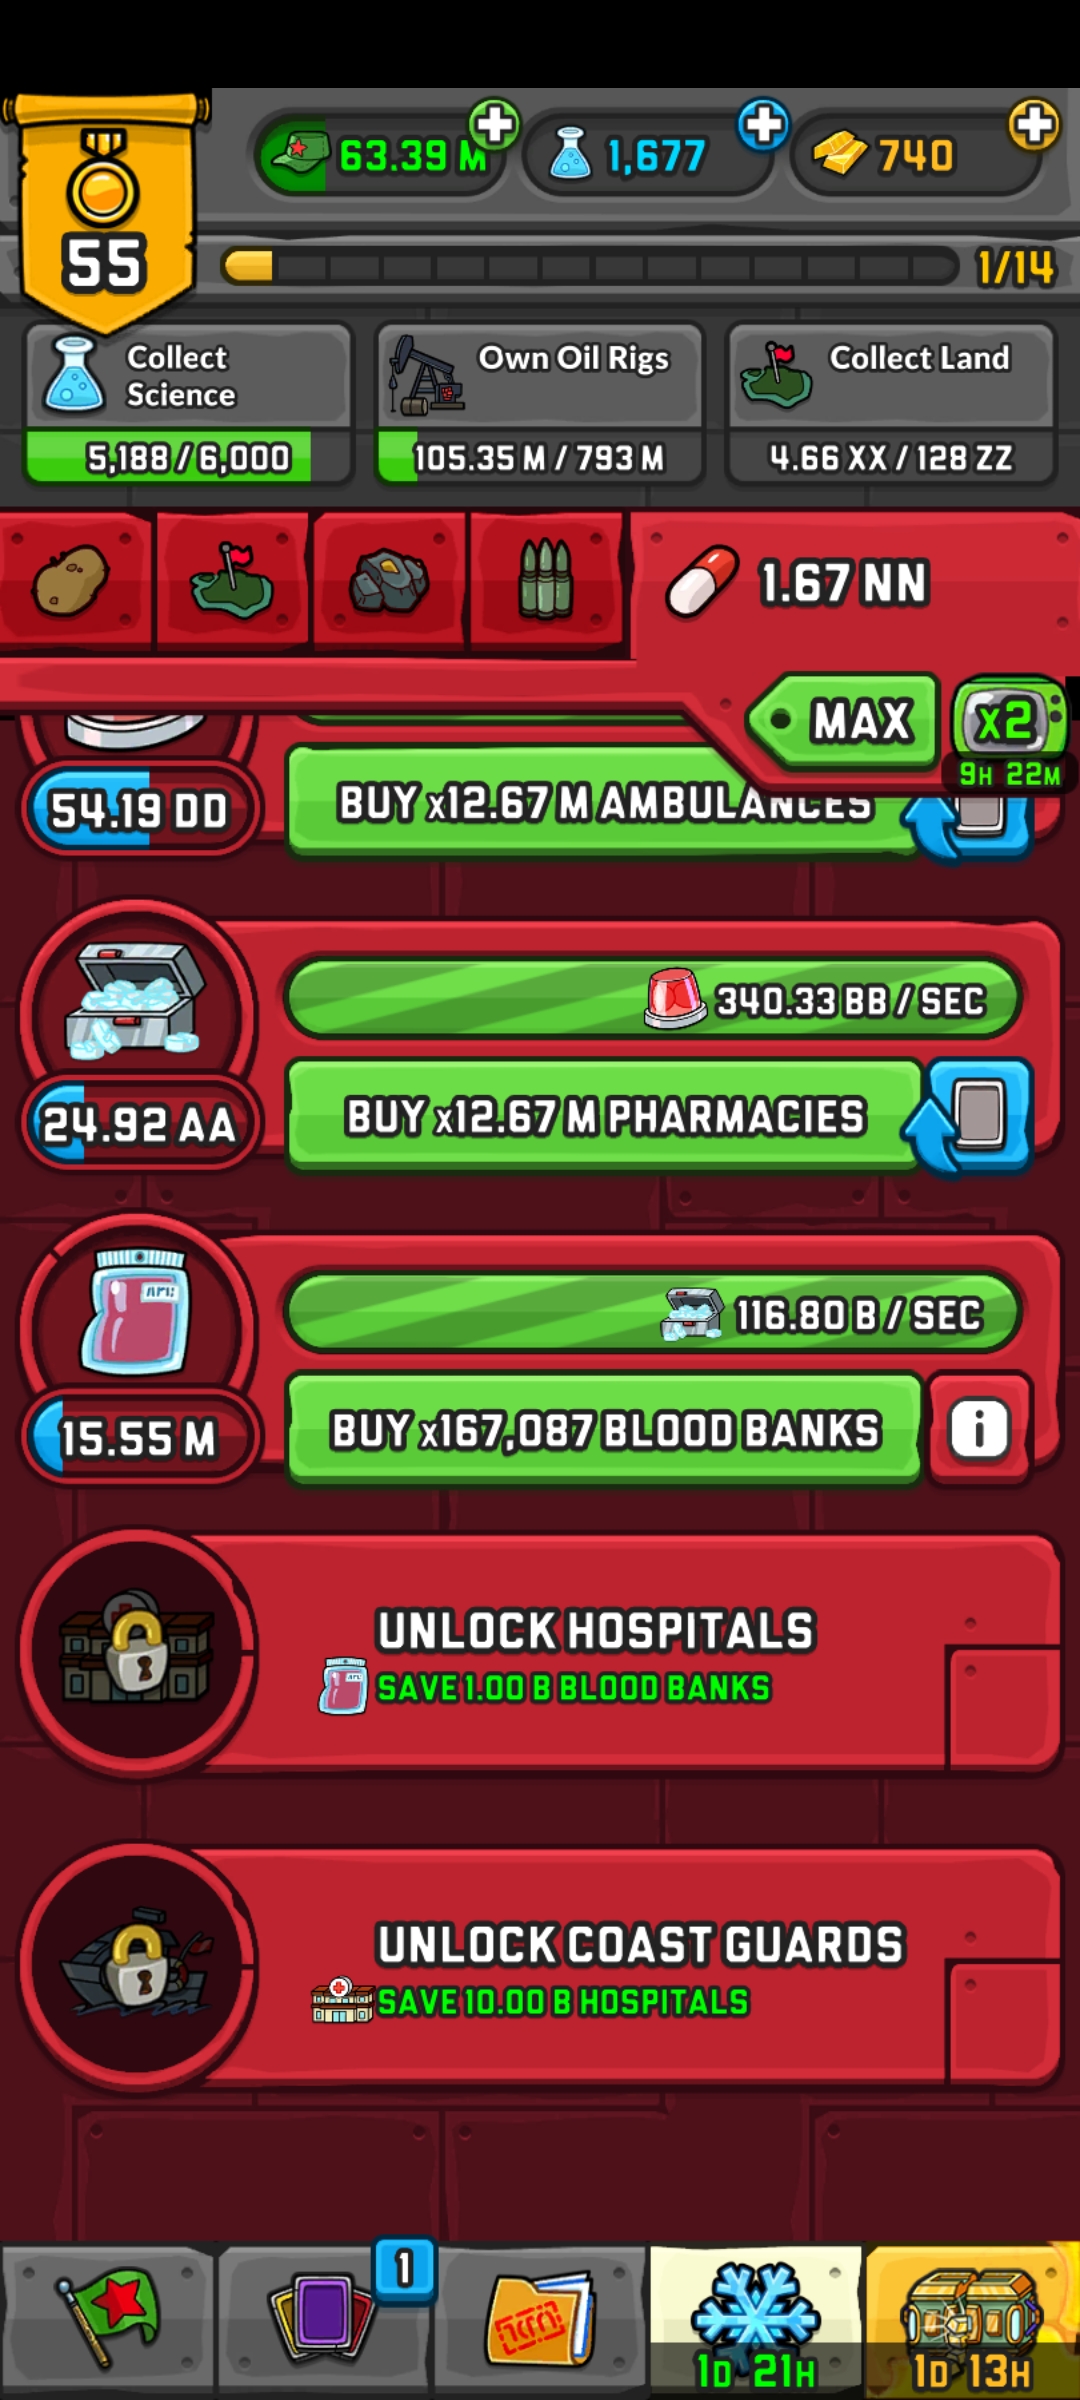 63.39 M
1,677
740
55
1/14
Collect
Science
Own Oil Rigs
Collect Land
5,188 / 6,000
105.35 M / 793 M
4.66 XX / 128 ZZ
1.67 NN
MAX
x2
9H 22M
54.19 DD
BUY x12.67 M AMBULANCES
340.33 BB / SEC
24.92 AA
BUY x12.67 M PHARMACIES
116.80 B / SEC
15.55 M
BUY x167,087 BLOOD BANKS
i
UNLOCK HOSPITALS
SAVE 1.00 B BLOOD BANKS
UNLOCK COAST GUARDS
SAVE 10.00 B HOSPITALS
1
1D 21H
1D 13H